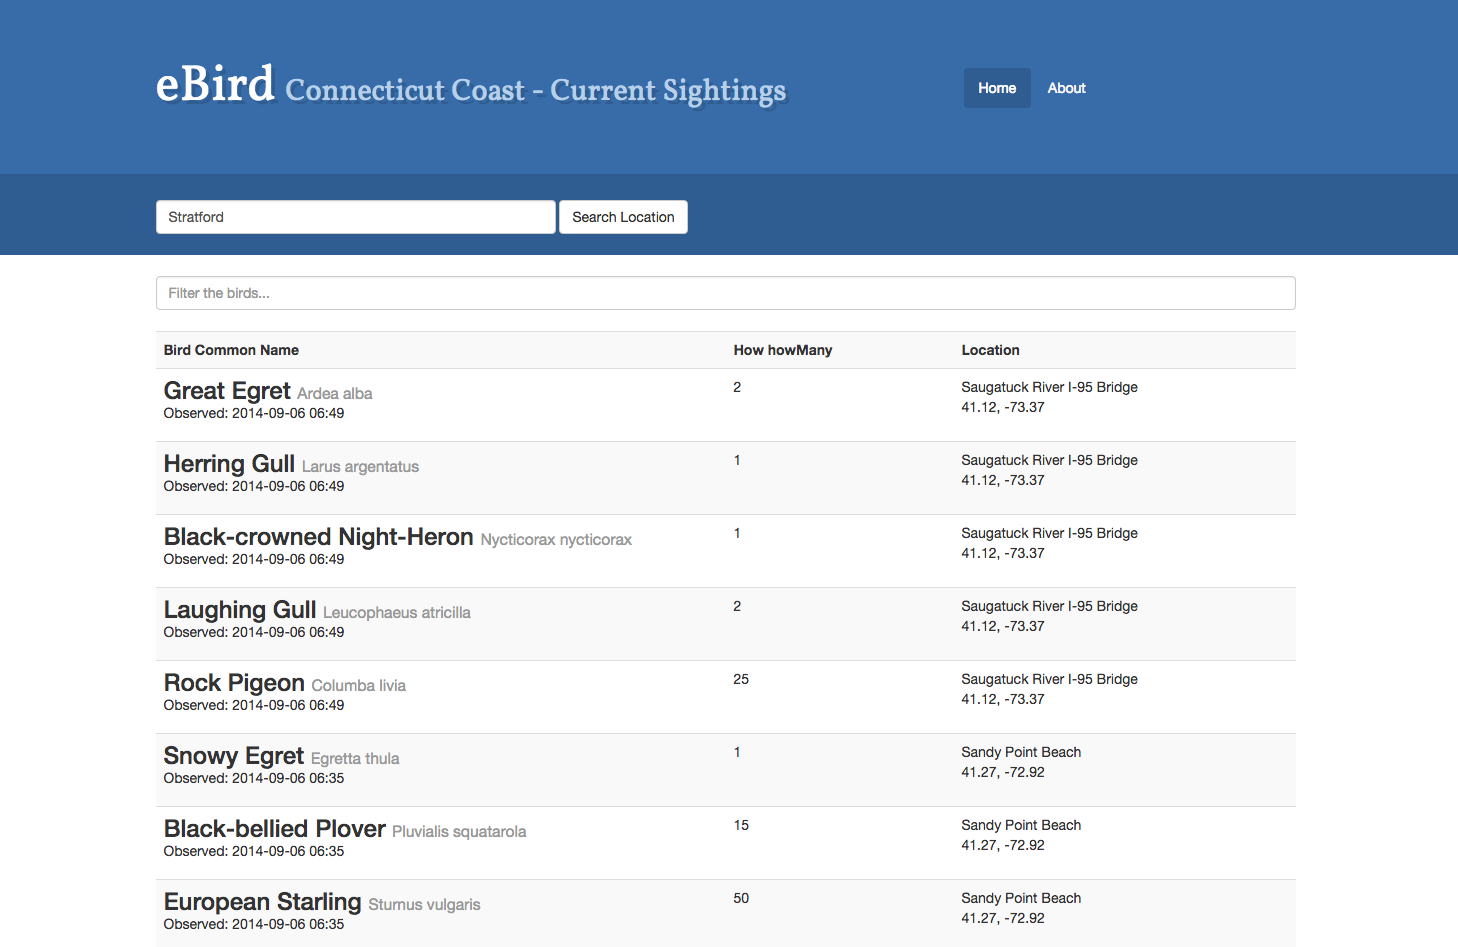 eBird Connecticut Coast - Current Sightings
Home About
Stratford Search Location
Filter the birds...
Bird Common Name How howMany Location
Great Egret Ardea alba 2 Saugatuck River I-95 Bridge
Observed: 2014-09-06 06:49 41.12, -73.37
Herring Gull Larus argentatus 1 Saugatuck River I-95 Bridge
Observed: 2014-09-06 06:49 41.12, -73.37
Black-crowned Night-Heron Nycticorax nycticorax 1 Saugatuck River I-95 Bridge
Observed: 2014-09-06 06:49 41.12, -73.37
Laughing Gull Leucophaeus atricilla 2 Saugatuck River I-95 Bridge
Observed: 2014-09-06 06:49 41.12, -73.37
Rock Pigeon Columba livia 25 Saugatuck River I-95 Bridge
Observed: 2014-09-06 06:49 41.12, -73.37
Snowy Egret Egretta thula 1 Sandy Point Beach
Observed: 2014-09-06 06:35 41.27, -72.92
Black-bellied Plover Pluvialis squatarola 15 Sandy Point Beach
Observed: 2014-09-06 06:35 41.27, -72.92
European Starling Sturnus vulgaris 50 Sandy Point Beach
Observed: 2014-09-06 06:35 41.27, -72.92